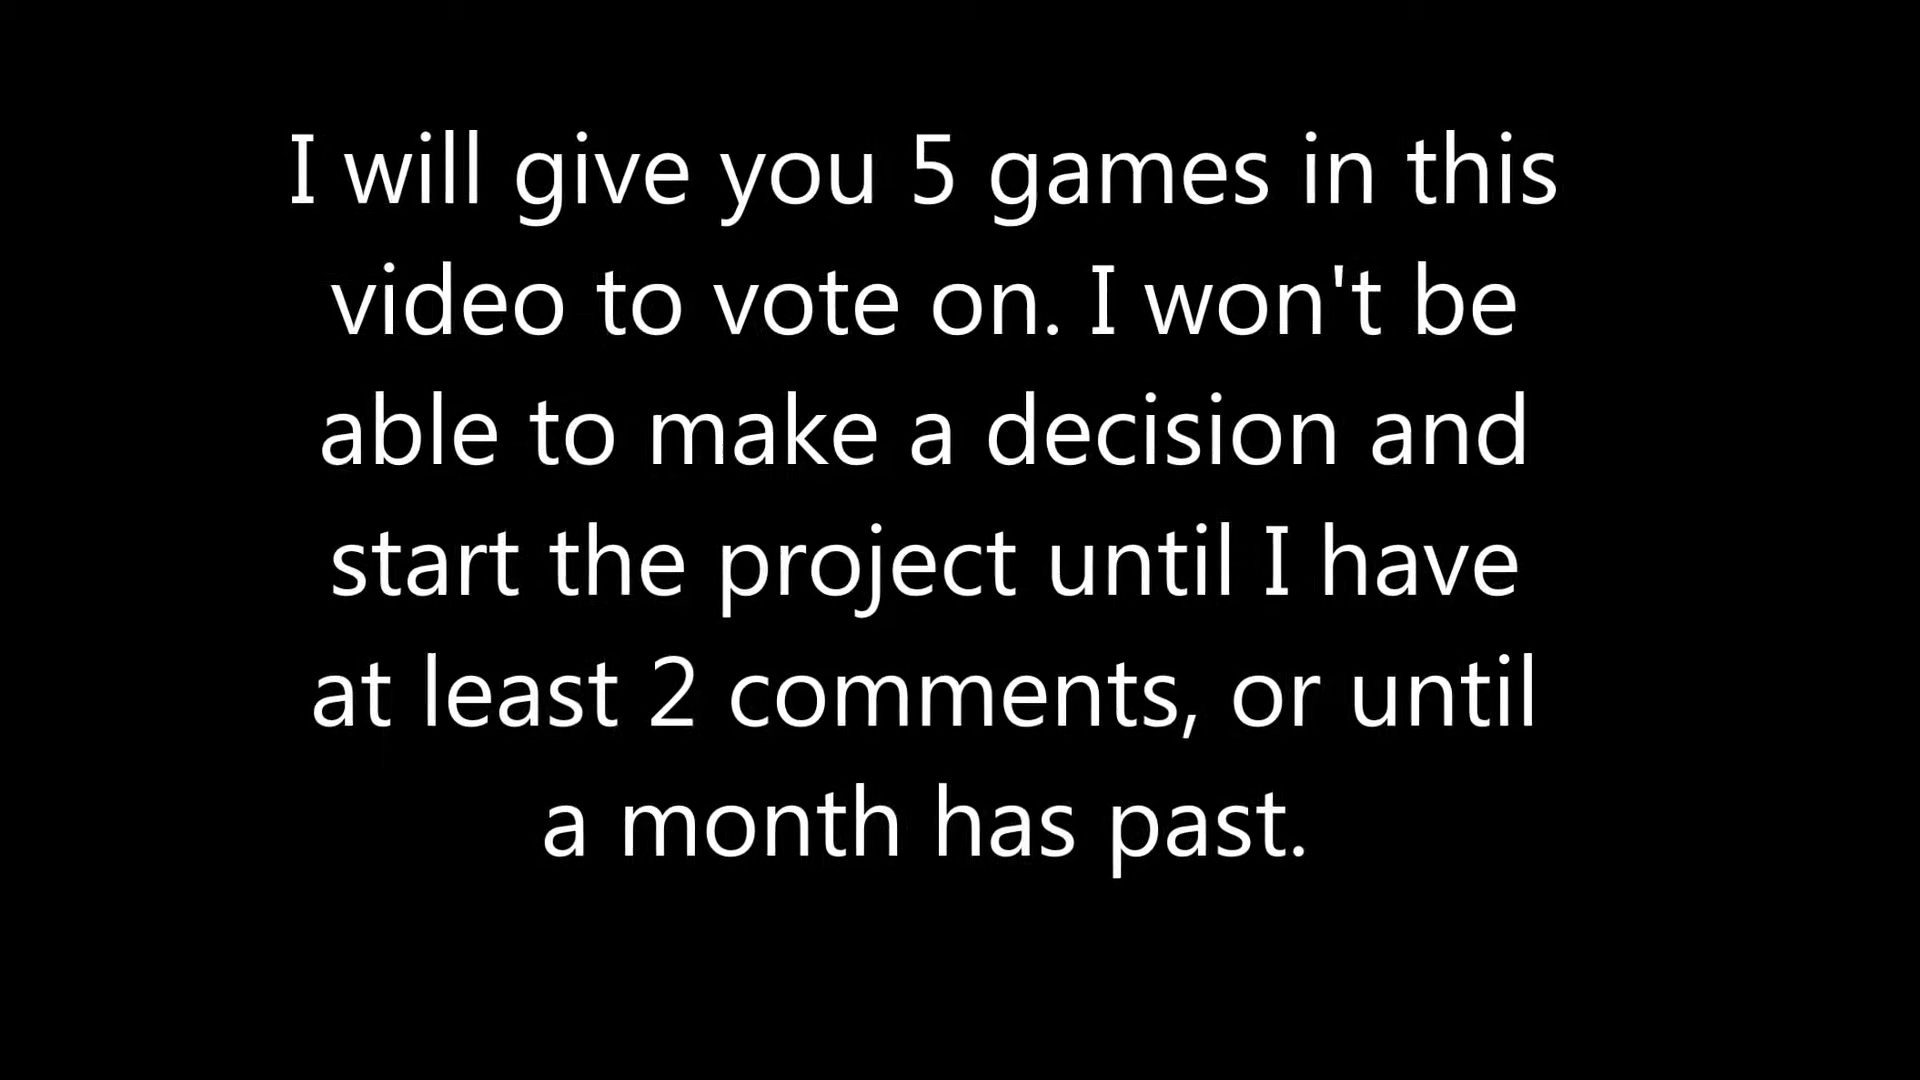 I will give you 5 games in this
video to vote on. I won't be
able to make a decision and
start the project until I have
at least 2 comments, or until
a month has past.